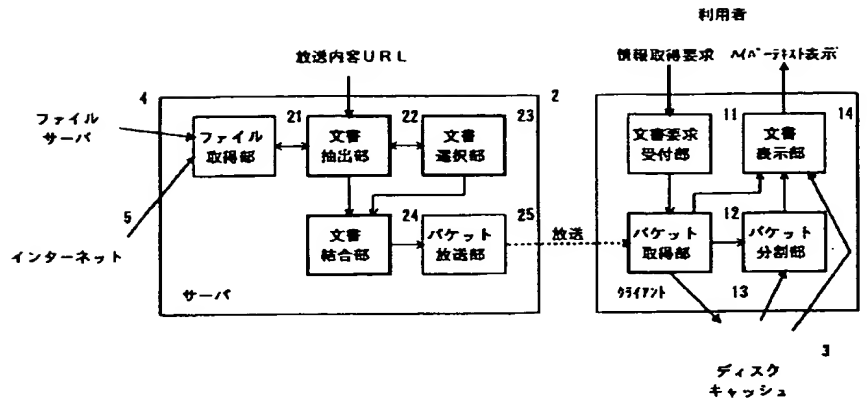 利用者
放送内容URL
情報取得要求
ハイパーテキスト表示
4
2
ファイル
サーバ
ファイル
取得部
21
文書
抽出部
22
文書
選択部
23
文書要求
受付部
11
文書
表示部
14
5
インターネット
文書
結合部
24
パケット
放送部
25
放送
パケット
取得部
12
パケット
分割部
サーバ
クライアント
13
3
ディスク
キャッシュ